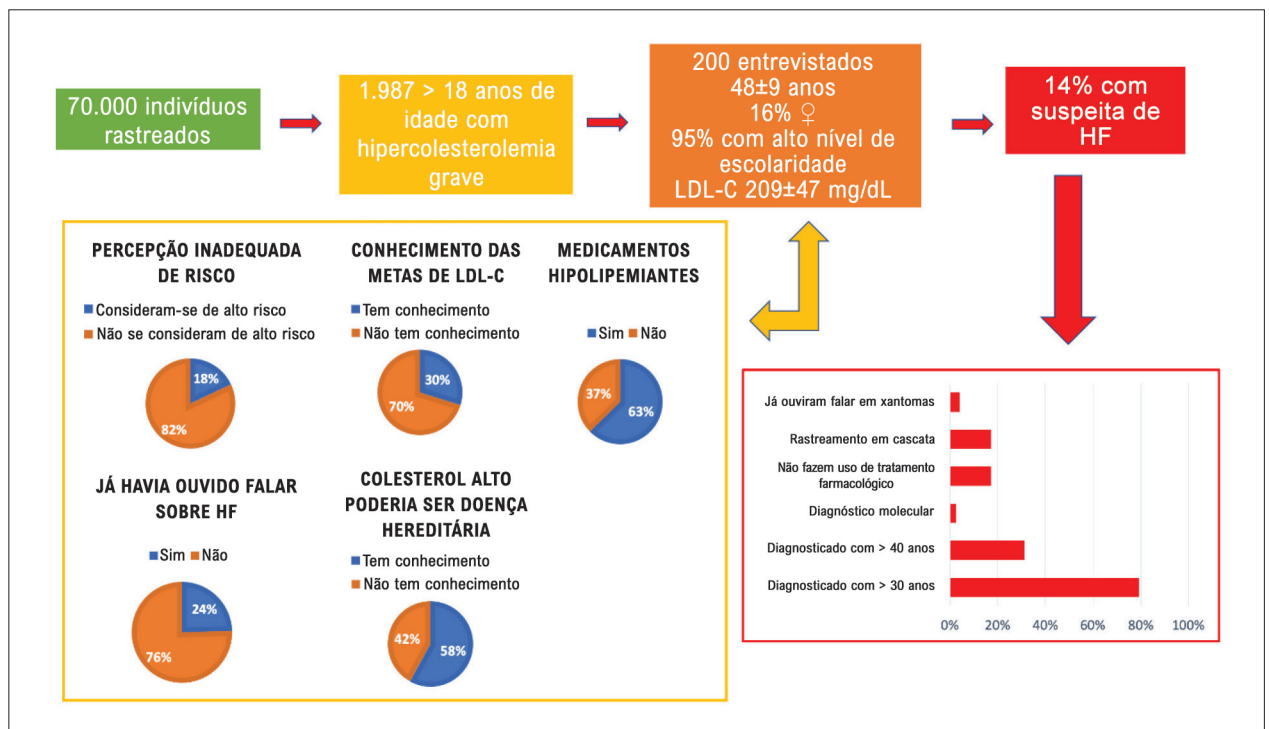 70.000 indivíduos
rastreados
1.987 > 18 anos de
idade com
hipercolesterolemia
grave
200 entrevistados
48±9 anos
16% ♀
95% com alto nível de
escolaridade
LDL-C 209±47 mg/dL
14% com
suspeita de
HF
PERCEPÇÃO INADEQUADA
DE RISCO
Consideram-se de alto risco
Não se consideram de alto risco
18%
82%
CONHECIMENTO DAS
METAS DE LDL-C
Tem conhecimento
Não tem conhecimento
30%
70%
MEDICAMENTOS
HIPOLIPEMIANTES
Sim Não
37%
63%
JÁ HAVIA OUVIDO FALAR
SOBRE HF
Sim Não
24%
76%
COLESTEROL ALTO
PODERIA SER DOENÇA
HEREDITÁRIA
Tem conhecimento
Não tem conhecimento
42%
58%
Já ouviram falar em xantomas
Rastreamento em cascata
Não fazem uso de tratamento
farmacológico
Diagnóstico molecular
Diagnosticado com > 40 anos
Diagnosticado com > 30 anos
0% 20% 40% 60% 80% 100%